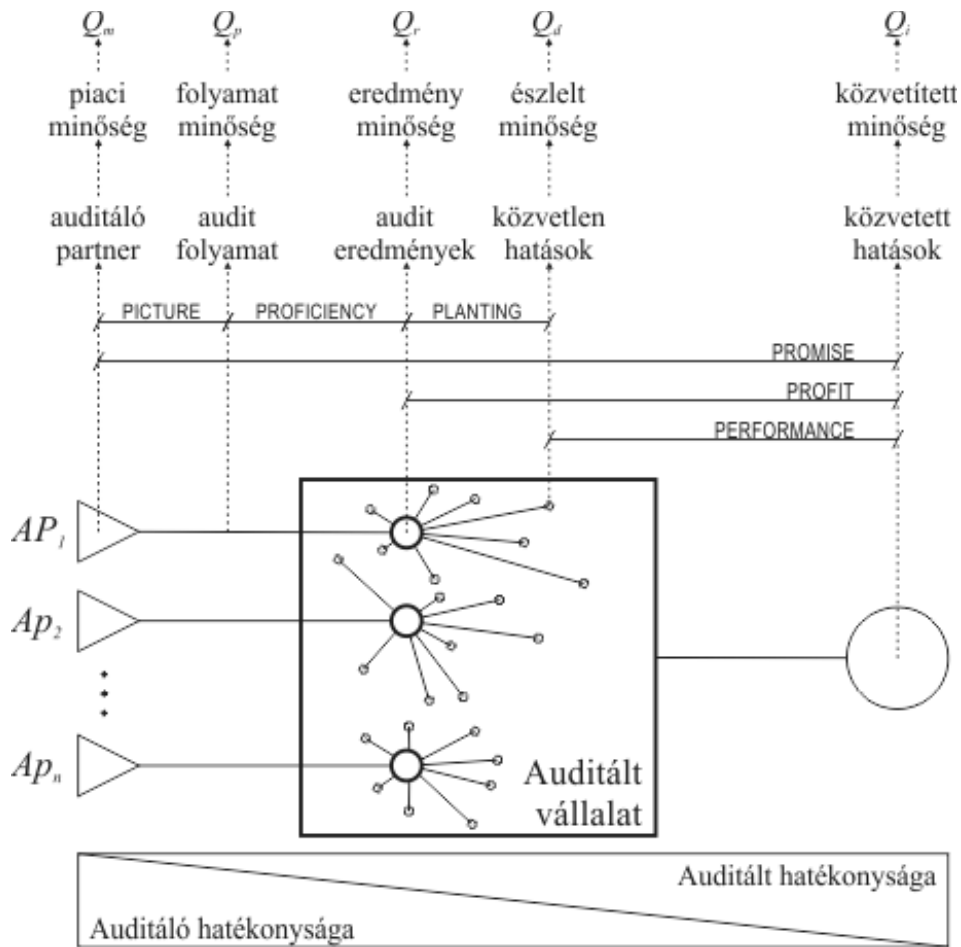 Qm Qp Qr Qd Qi
piaci minőség
folyamat minőség
eredmény minőség
észlelt minőség
közvetített minőség
auditáló partner
audit folyamat
audit eredmények
közvetlen hatások
közvetett hatások
PICTURE PROFICIENCY PLANTING
PROMISE
PROFIT
PERFORMANCE
AP1
Ap2
Apn
Auditált
vállalat
Auditált hatékonysága
Auditáló hatékonysága